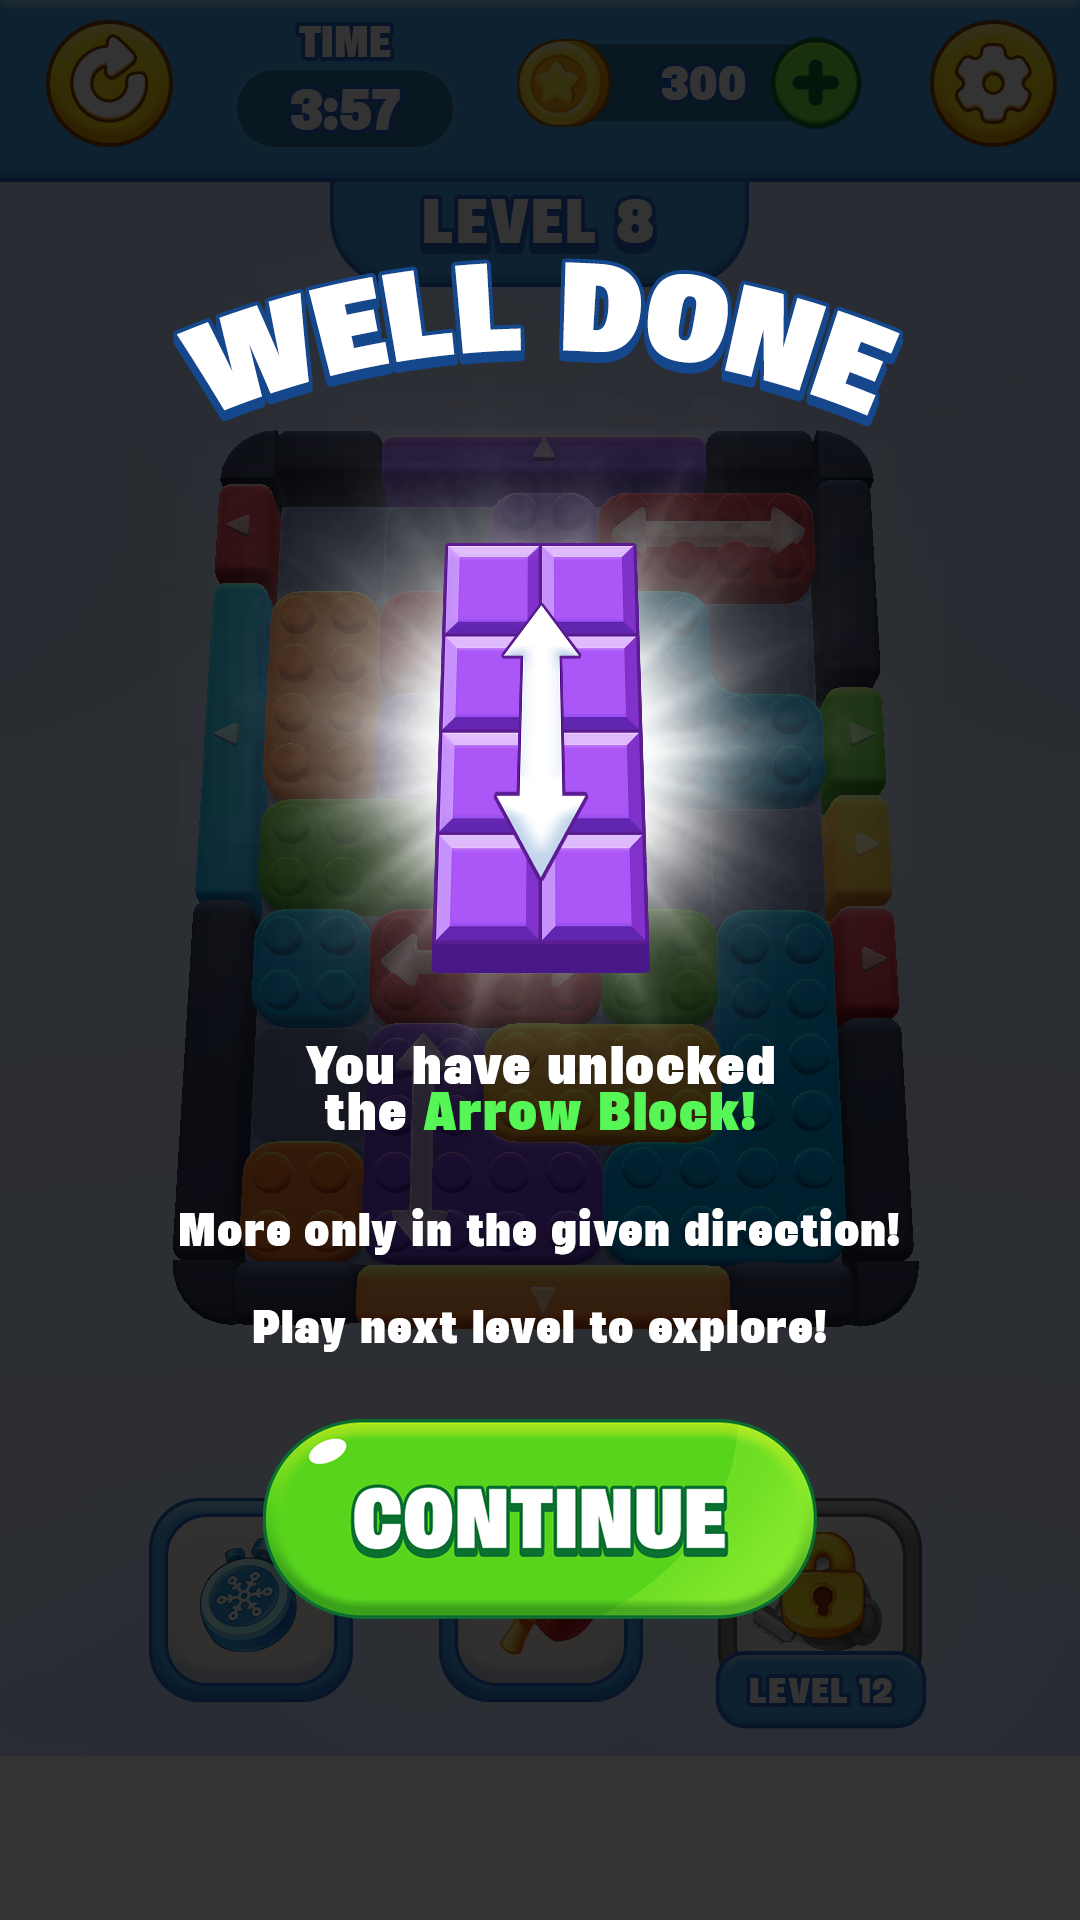 TIME
3:57
300
LEVEL 8
WELL DONE
You have unlocked
the Arrow Block!
More only in the given direction!
Play next level to explore!
CONTINUE
LEVEL 12